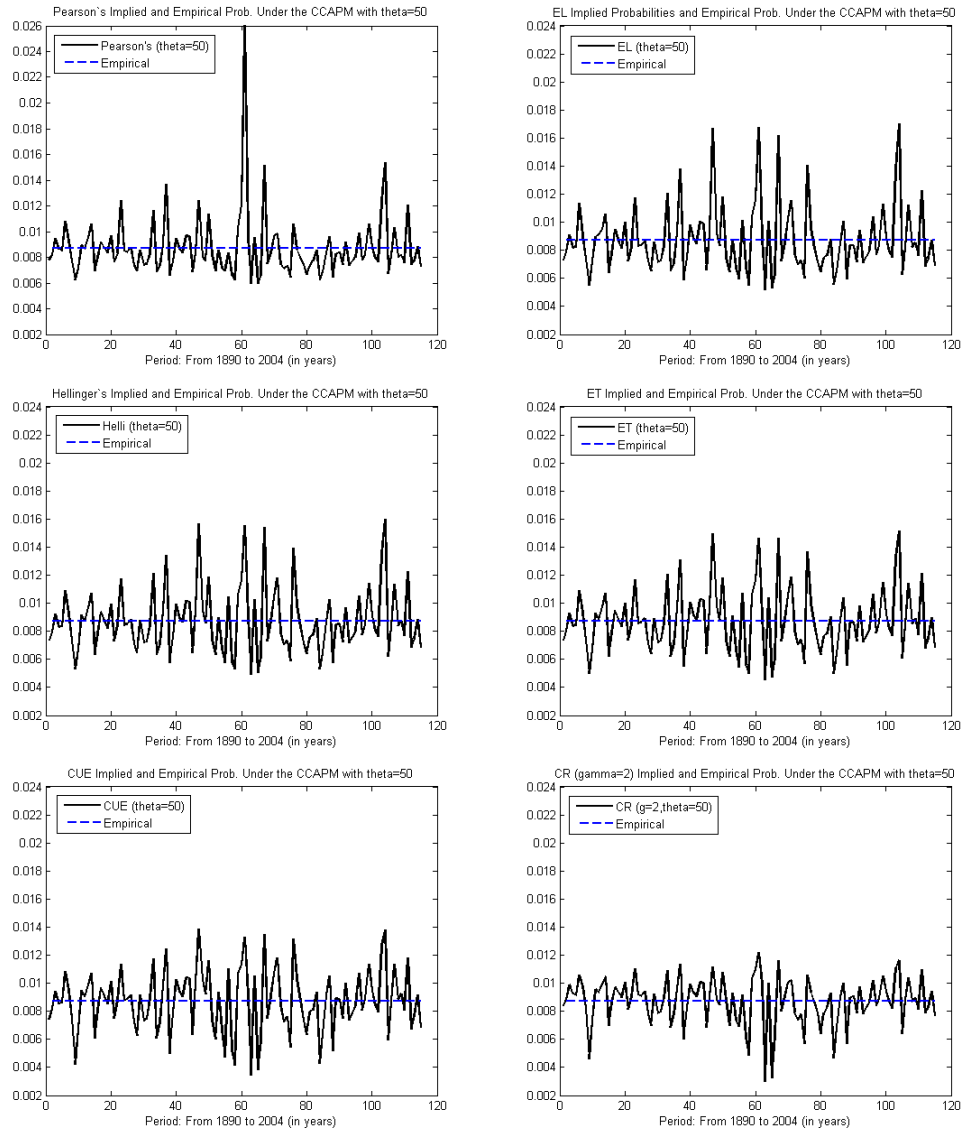 Pearson`s Implied and Empirical Prob. Under the CCAPM with theta=50
0.026
0.024
0.022
0.02
0.018
0.016
0.014
0.012
0.01
0.008
0.006
0.004
0.002
Pearson's (theta=50)
Empirical
0 20 40 60 80 100 120
Period: From 1890 to 2004 (in years)
EL Implied Probabilities and Empirical Prob. Under the CCAPM with theta=50
0.026
0.024
0.022
0.02
0.018
0.016
0.014
0.012
0.01
0.008
0.006
0.004
0.002
EL (theta=50)
Empirical
0 20 40 60 80 100 120
Period: From 1890 to 2004 (in years)
Hellinger`s Implied and Empirical Prob. Under the CCAPM with theta=50
0.024
0.022
0.02
0.018
0.016
0.014
0.012
0.01
0.008
0.006
0.004
0.002
Helli (theta=50)
Empirical
0 20 40 60 80 100 120
Period: From 1890 to 2004 (in years)
ET Implied and Empirical Prob. Under the CCAPM with theta=50
0.024
0.022
0.02
0.018
0.016
0.014
0.012
0.01
0.008
0.006
0.004
0.002
ET (theta=50)
Empirical
0 20 40 60 80 100 120
Period: From 1890 to 2004 (in years)
CUE Implied and Empirical Prob. Under the CCAPM with theta=50
0.024
0.022
0.02
0.018
0.016
0.014
0.012
0.01
0.008
0.006
0.004
0.002
CUE (theta=50)
Empirical
0 20 40 60 80 100 120
Period: From 1890 to 2004 (in years)
CR (gamma=2) Implied and Empirical Prob. Under the CCAPM with theta=50
0.024
0.022
0.02
0.018
0.016
0.014
0.012
0.01
0.008
0.006
0.004
0.002
CR (g=2,theta=50)
Empirical
0 20 40 60 80 100 120
Period: From 1890 to 2004 (in years)